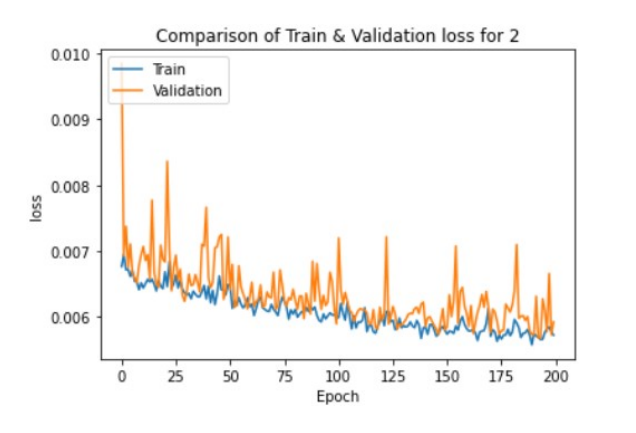 Comparison of Train & Validation loss for 2
0.010
0.009
0.008
0.007
0.006
loss
Train
Validation
0 25 50 75 100 125 150 175 200
Epoch